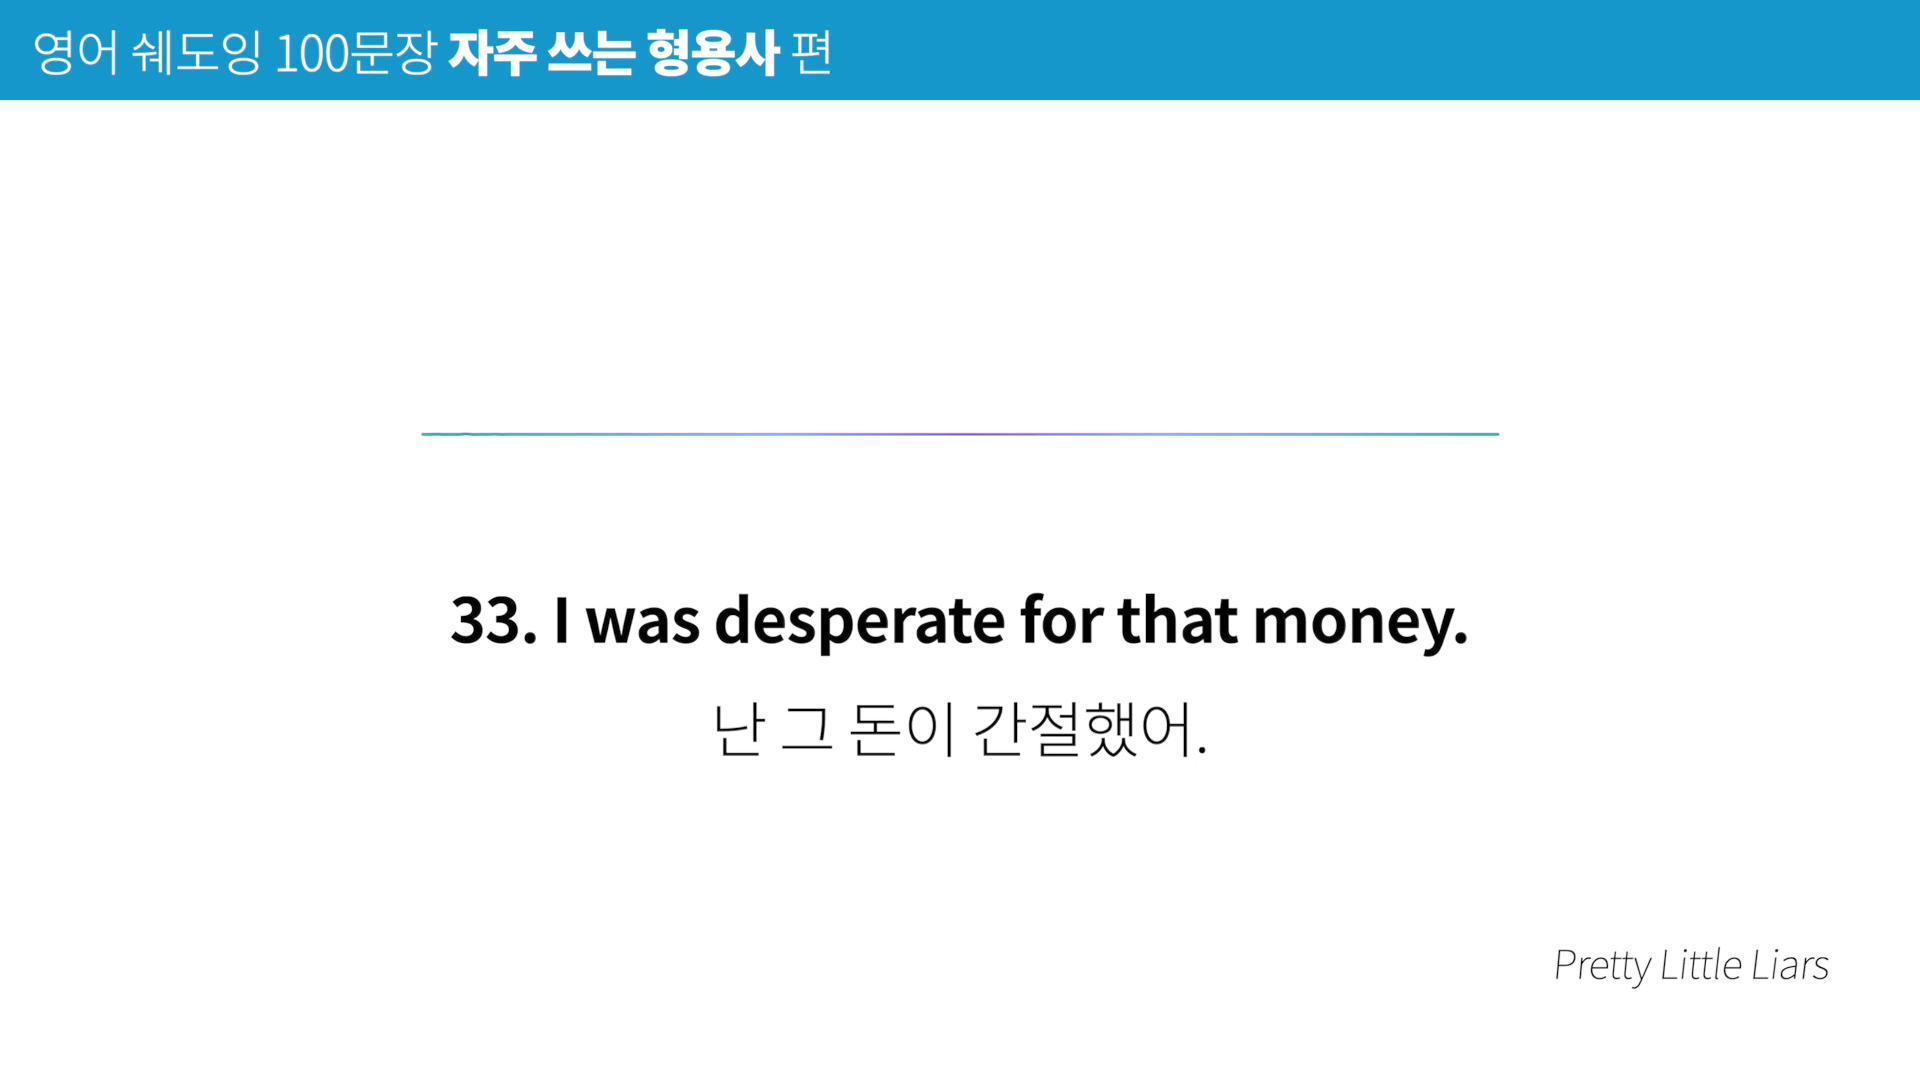 영어 쉐도잉 100문장 자주 쓰는 형용사 편
33. I was desperate for that money.
난 그 돈이 간절했어.
Pretty Little Liars